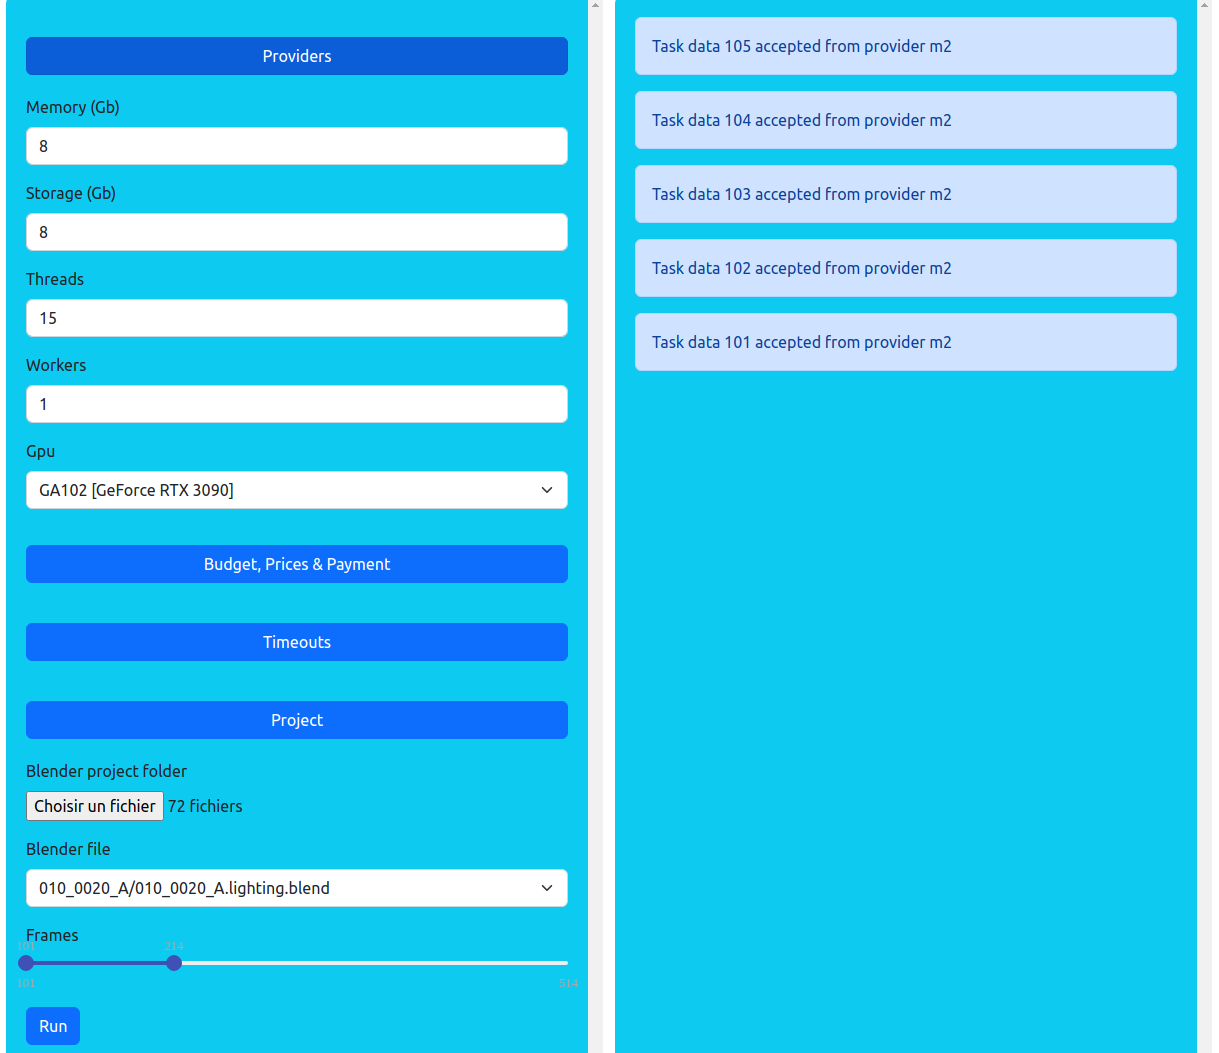 Providers
Memory (Gb)
8
Storage (Gb)
8
Threads
15
Workers
1
Gpu
GA102 [GeForce RTX 3090]
Budget, Prices & Payment
Timeouts
Project
Blender project folder
Choisir un fichier 72 fichiers
Blender file
010_0020_A/010_0020_A.lighting.blend
Frames
101 214
101 514
Run
Task data 105 accepted from provider m2
Task data 104 accepted from provider m2
Task data 103 accepted from provider m2
Task data 102 accepted from provider m2
Task data 101 accepted from provider m2